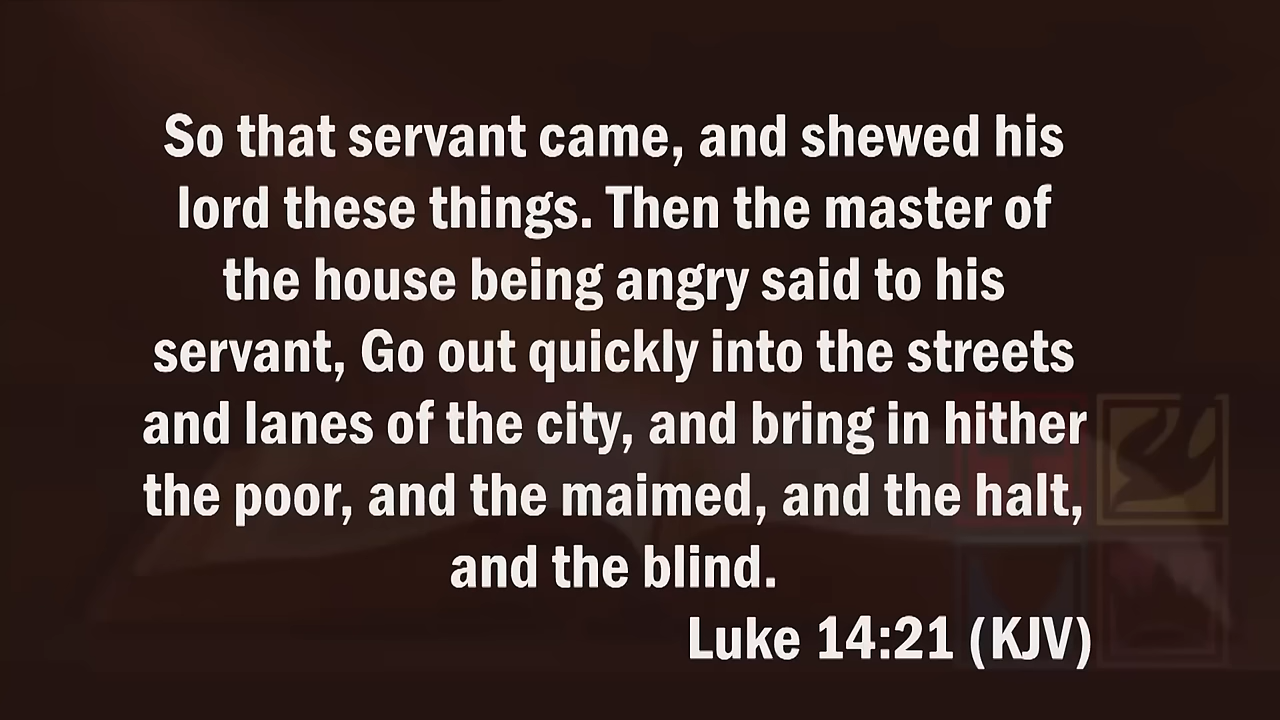 So that servant came, and shewed his
lord these things. Then the master of
the house being angry said to his
servant, Go out quickly into the streets
and lanes of the city, and bring in hither
the poor, and the maimed, and the halt,
and the blind.
Luke 14:21 (KJV)